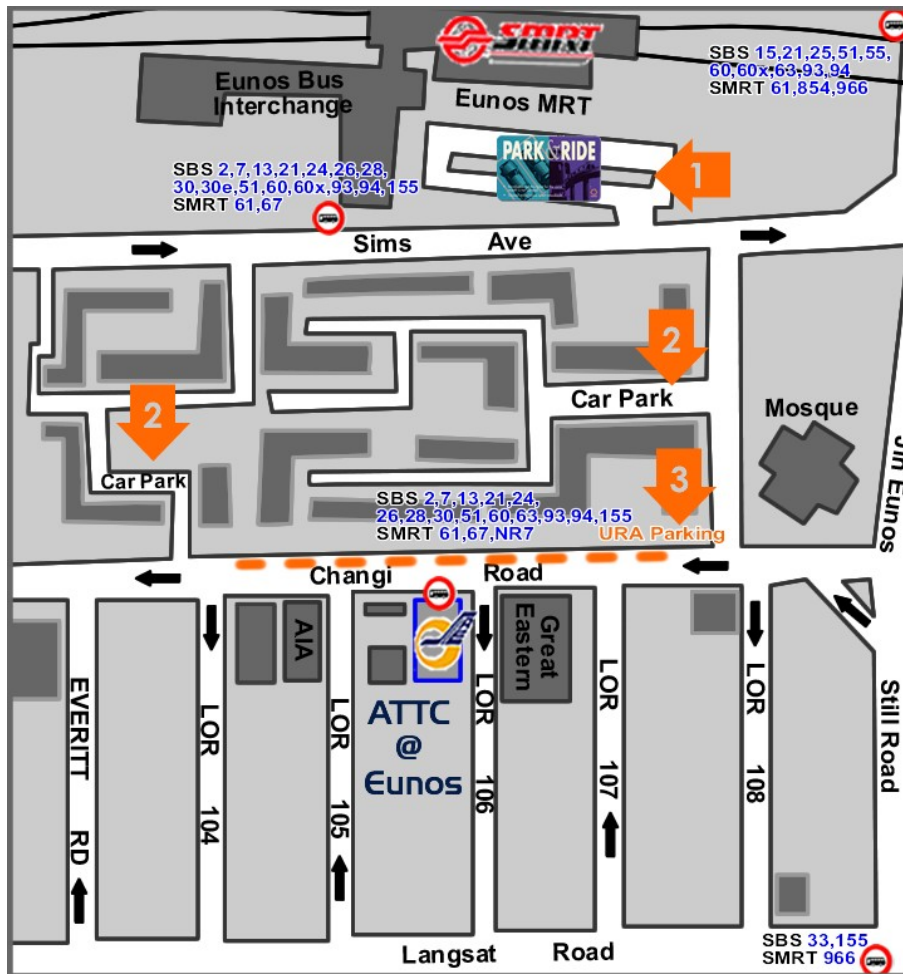 SMRT
SBS 15,21,25,51,55,
60,60x,63,93,94
SMRT 61,854,966
Eunos Bus
Interchange
Eunos MRT
PARK & RIDE
1
SBS 2,7,13,21,24,26,28,
30,30e,51,60,60x,93,94,155
SMRT 61,67
Sims Ave
2
Car Park
2
Car Park
Mosque
Jln Eunos
3
SBS 2,7,13,21,24,
26,28,30,51,60,63,93,94,155
SMRT 61,67,NR7
URA Parking
Changi Road
AIA
Great
Eastern
ATTC
@
Eunos
EVERITT RD
LOR 104
LOR 105
LOR 106
LOR 107
LOR 108
Still Road
Langsat Road
SBS 33,155
SMRT 966